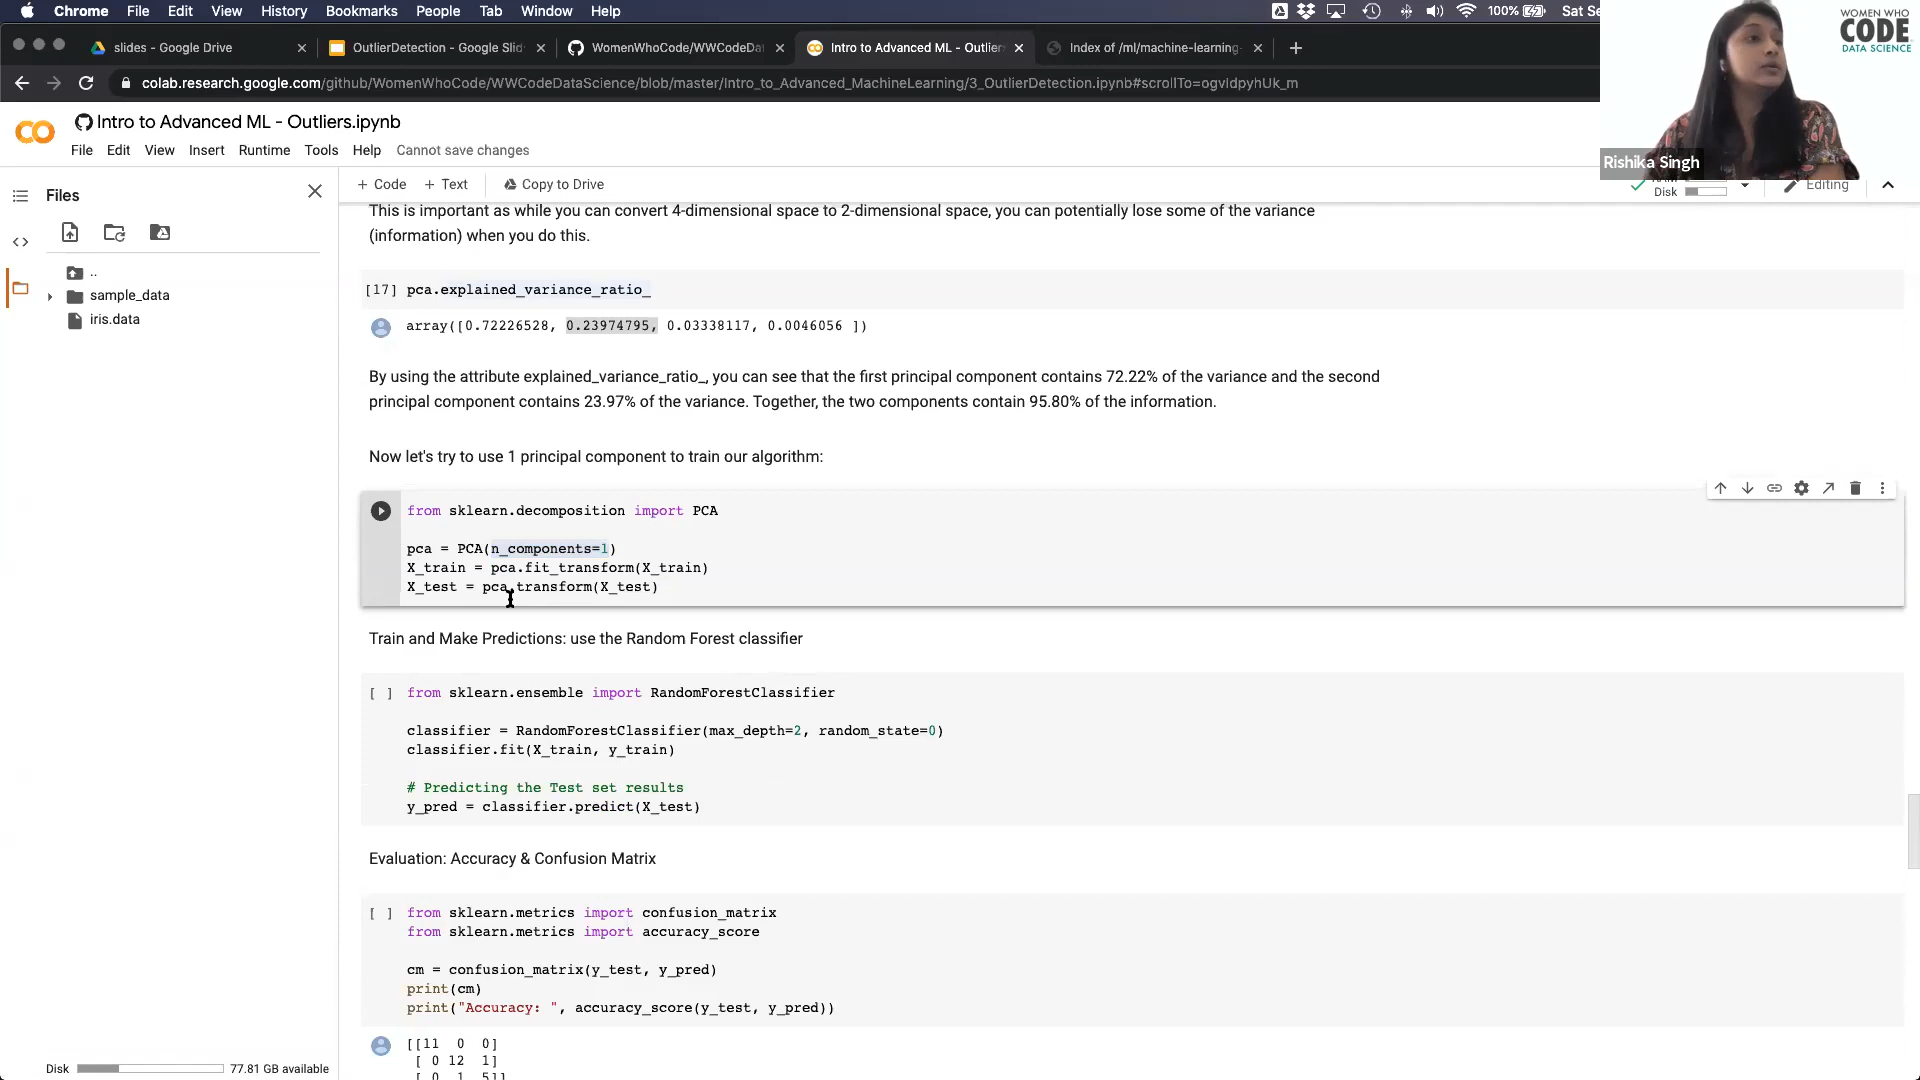 Chrome File Edit View History Bookmarks People Tab Window Help
100%
Sat Se
slides - Google Drive
OutlierDetection - Google Slid
WomenWhoCode/WWCodeDat
Intro to Advanced ML - Outlier
Index of /ml/machine-learning-
colab.research.google.com/github/WomenWhoCode/WWCodeDataScience/blob/master/Intro_to_Advanced_MachineLearning/3_OutlierDetection.ipynb#scrollTo=ogvIdpyhUk_m
WOMEN WHO
CODE
DATA SCIENCE
Rishika Singh
Intro to Advanced ML - Outliers.ipynb
File Edit View Insert Runtime Tools Help Cannot save changes
Files
+ Code + Text Copy to Drive
Disk
Editing
..
sample_data
iris.data
This is important as while you can convert 4-dimensional space to 2-dimensional space, you can potentially lose some of the variance
(information) when you do this.
[17] pca.explained_variance_ratio_
array([0.72226528, 0.23974795, 0.03338117, 0.0046056 ])
By using the attribute explained_variance_ratio_, you can see that the first principal component contains 72.22% of the variance and the second
principal component contains 23.97% of the variance. Together, the two components contain 95.80% of the information.
Now let's try to use 1 principal component to train our algorithm:
from sklearn.decomposition import PCA
pca = PCA(n_components=1)
X_train = pca.fit_transform(X_train)
X_test = pca.transform(X_test)
Train and Make Predictions: use the Random Forest classifier
[ ] from sklearn.ensemble import RandomForestClassifier
classifier = RandomForestClassifier(max_depth=2, random_state=0)
classifier.fit(X_train, y_train)
# Predicting the Test set results
y_pred = classifier.predict(X_test)
Evaluation: Accuracy & Confusion Matrix
[ ] from sklearn.metrics import confusion_matrix
from sklearn.metrics import accuracy_score
cm = confusion_matrix(y_test, y_pred)
print(cm)
print("Accuracy: ", accuracy_score(y_test, y_pred))
[[11 0 0]
[ 0 12 1]
[ 0 1 5]]
Disk 77.81 GB available